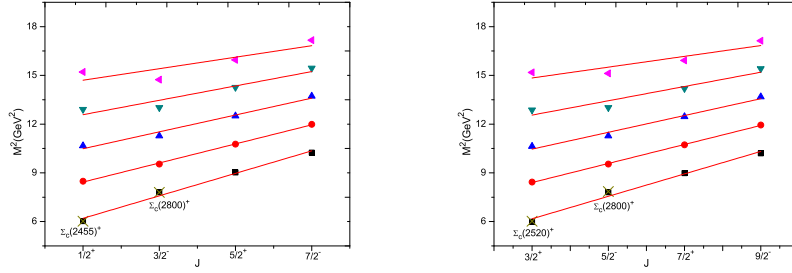 18
15
12
9
6
M²(GeV²)
Σc(2800)⁺
Σc(2455)⁺
1/2⁺ 3/2⁻ 5/2⁺ 7/2⁻
J
18
15
12
9
6
M²(GeV²)
Σc(2800)⁺
Σc(2520)⁺
3/2⁺ 5/2⁻ 7/2⁺ 9/2⁻
J